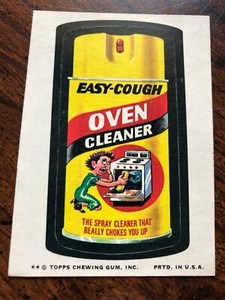 EASY-COUGH
OVEN
CLEANER
THE SPRAY CLEANER THAT
REALLY CHOKES YOU UP
★★ © TOPPS CHEWING GUM, INC. PRTD. IN U.S.A.